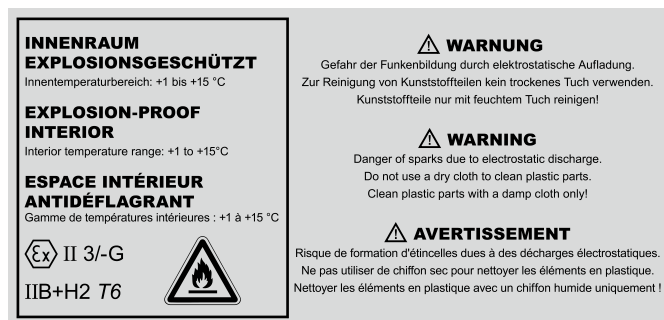 INNENRAUM
EXPLOSIONSGESCHÜTZT
Innentemperaturbereich: +1 bis +15 °C
EXPLOSION-PROOF
INTERIOR
Interior temperature range: +1 to +15°C
ESPACE INTÉRIEUR
ANTIDÉFLAGRANT
Gamme de températures intérieures : +1 à +15 °C
Ex II 3/-G
IIB+H2 T6
WARNUNG
Gefahr der Funkenbildung durch elektrostatische Aufladung.
Zur Reinigung von Kunststoffteilen kein trockenes Tuch verwenden.
Kunststoffteile nur mit feuchtem Tuch reinigen!
WARNING
Danger of sparks due to electrostatic discharge.
Do not use a dry cloth to clean plastic parts.
Clean plastic parts with a damp cloth only!
AVERTISSEMENT
Risque de formation d'étincelles dues à des décharges électrostatiques.
Ne pas utiliser de chiffon sec pour nettoyer les éléments en plastique.
Nettoyer les éléments en plastique avec un chiffon humide uniquement !